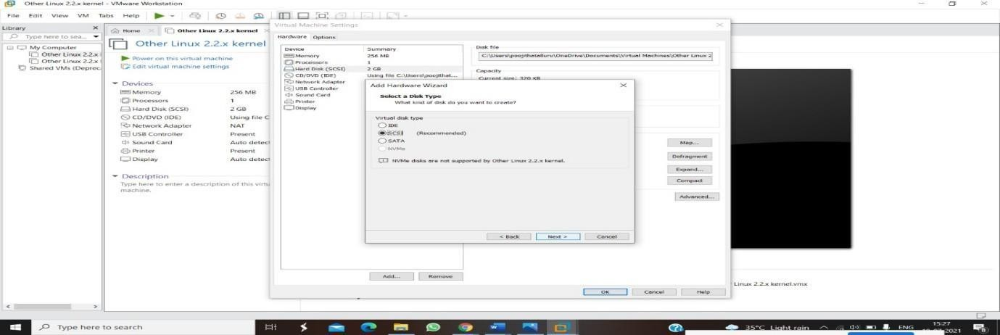 Other Linux 2.2.x kernel - VMware Workstation
File Edit View VM Tabs Help
Library
Type here to sea...
My Computer
Other Linux 2.2.x
Other Linux 2.2.x
Shared VMs (Deprec
Home
Other Linux 2.2.x kernel
Other Linux 2.2.x kernel
Power on this virtual machine
Edit virtual machine settings
Devices
Memory 256 MB
Processors 1
Hard Disk (SCSI) 2 GB
CD/DVD (IDE) Using file C
Network Adapter NAT
USB Controller Present
Sound Card Auto detec
Printer Present
Display Auto detec
Description
Type here to enter a description of this virtu
machine.
Virtual Machine Settings
Hardware Options
Device Summary
Memory 256 MB
Processors 1
Hard Disk (SCSI) 2 GB
CD/DVD (IDE) Using file C:\Users\poojithat...
Network Adapter
USB Controller
Sound Card
Printer
Display
Add... Remove
Disk file
C:\Users\poojithatalluru\OneDrive\Documents\Virtual Machines\Other Linux 2
Capacity
Current size: 320 KB
Map...
Defragment
Expand...
Compact
Advanced...
OK Cancel Help
Add Hardware Wizard
Select a Disk Type
What kind of disk do you want to create?
Virtual disk type
IDE
SCSI (Recommended)
SATA
NVMe
NVMe disks are not supported by Other Linux 2.2.x kernel.
< Back Next > Cancel
Linux 2.2.x kernel.vmx
Type here to search
35°C Light rain
ENG
15:27